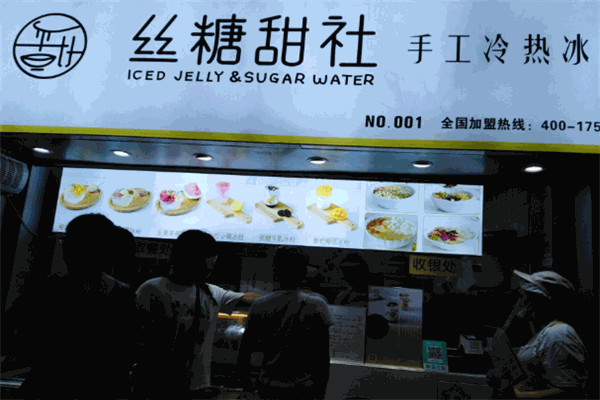 丝糖甜社
ICED JELLY & SUGAR WATER
手工冷热冰
NO.001 全国加盟热线：400-175
收银处